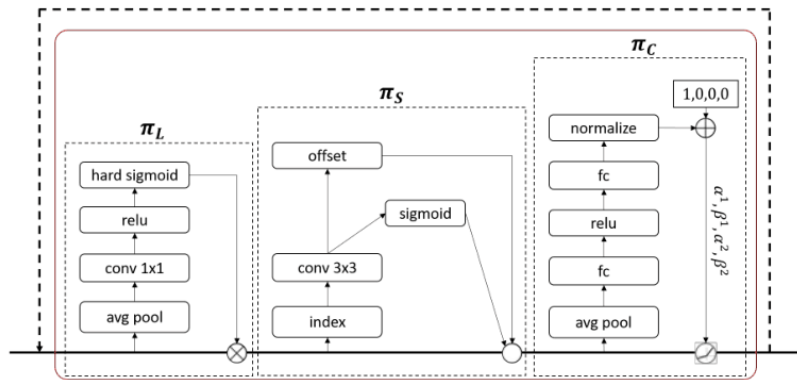 π_L
hard sigmoid
relu
conv 1x1
avg pool
π_S
offset
sigmoid
conv 3x3
index
π_C
1,0,0,0
normalize
fc
relu
fc
avg pool
α¹, β¹, α², β²